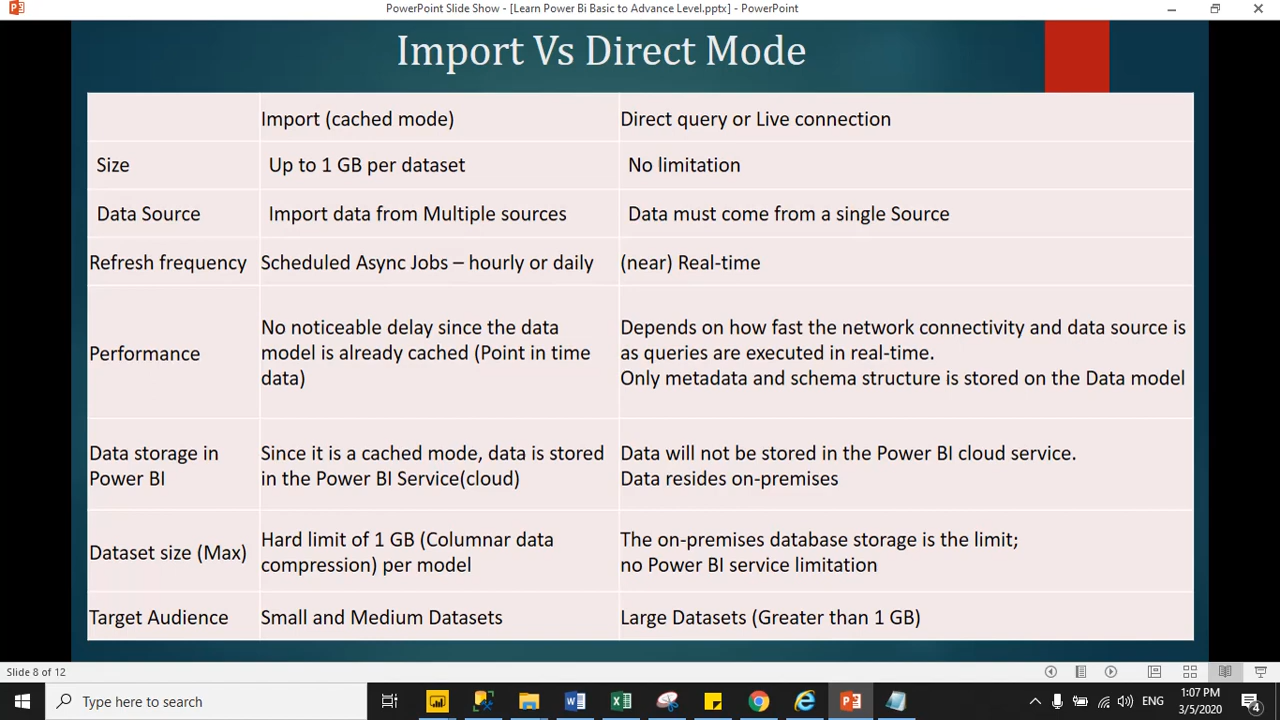 PowerPoint Slide Show - [Learn Power Bi Basic to Advance Level.pptx] - PowerPoint
Import Vs Direct Mode
Import (cached mode)
Direct query or Live connection
Size
Up to 1 GB per dataset
No limitation
Data Source
Import data from Multiple sources
Data must come from a single Source
Refresh frequency
Scheduled Async Jobs – hourly or daily
(near) Real-time
Performance
No noticeable delay since the data
model is already cached (Point in time
data)
Depends on how fast the network connectivity and data source is
as queries are executed in real-time.
Only metadata and schema structure is stored on the Data model
Data storage in
Power BI
Since it is a cached mode, data is stored
in the Power BI Service(cloud)
Data will not be stored in the Power BI cloud service.
Data resides on-premises
Dataset size (Max)
Hard limit of 1 GB (Columnar data
compression) per model
The on-premises database storage is the limit;
no Power BI service limitation
Target Audience
Small and Medium Datasets
Large Datasets (Greater than 1 GB)
Slide 8 of 12
Type here to search
ENG
1:07 PM
3/5/2020
4